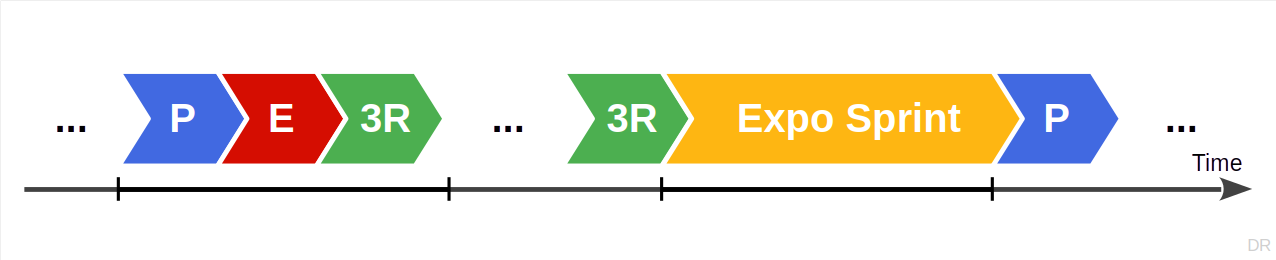 ... P E 3R ... 3R Expo Sprint P ...
Time
DR